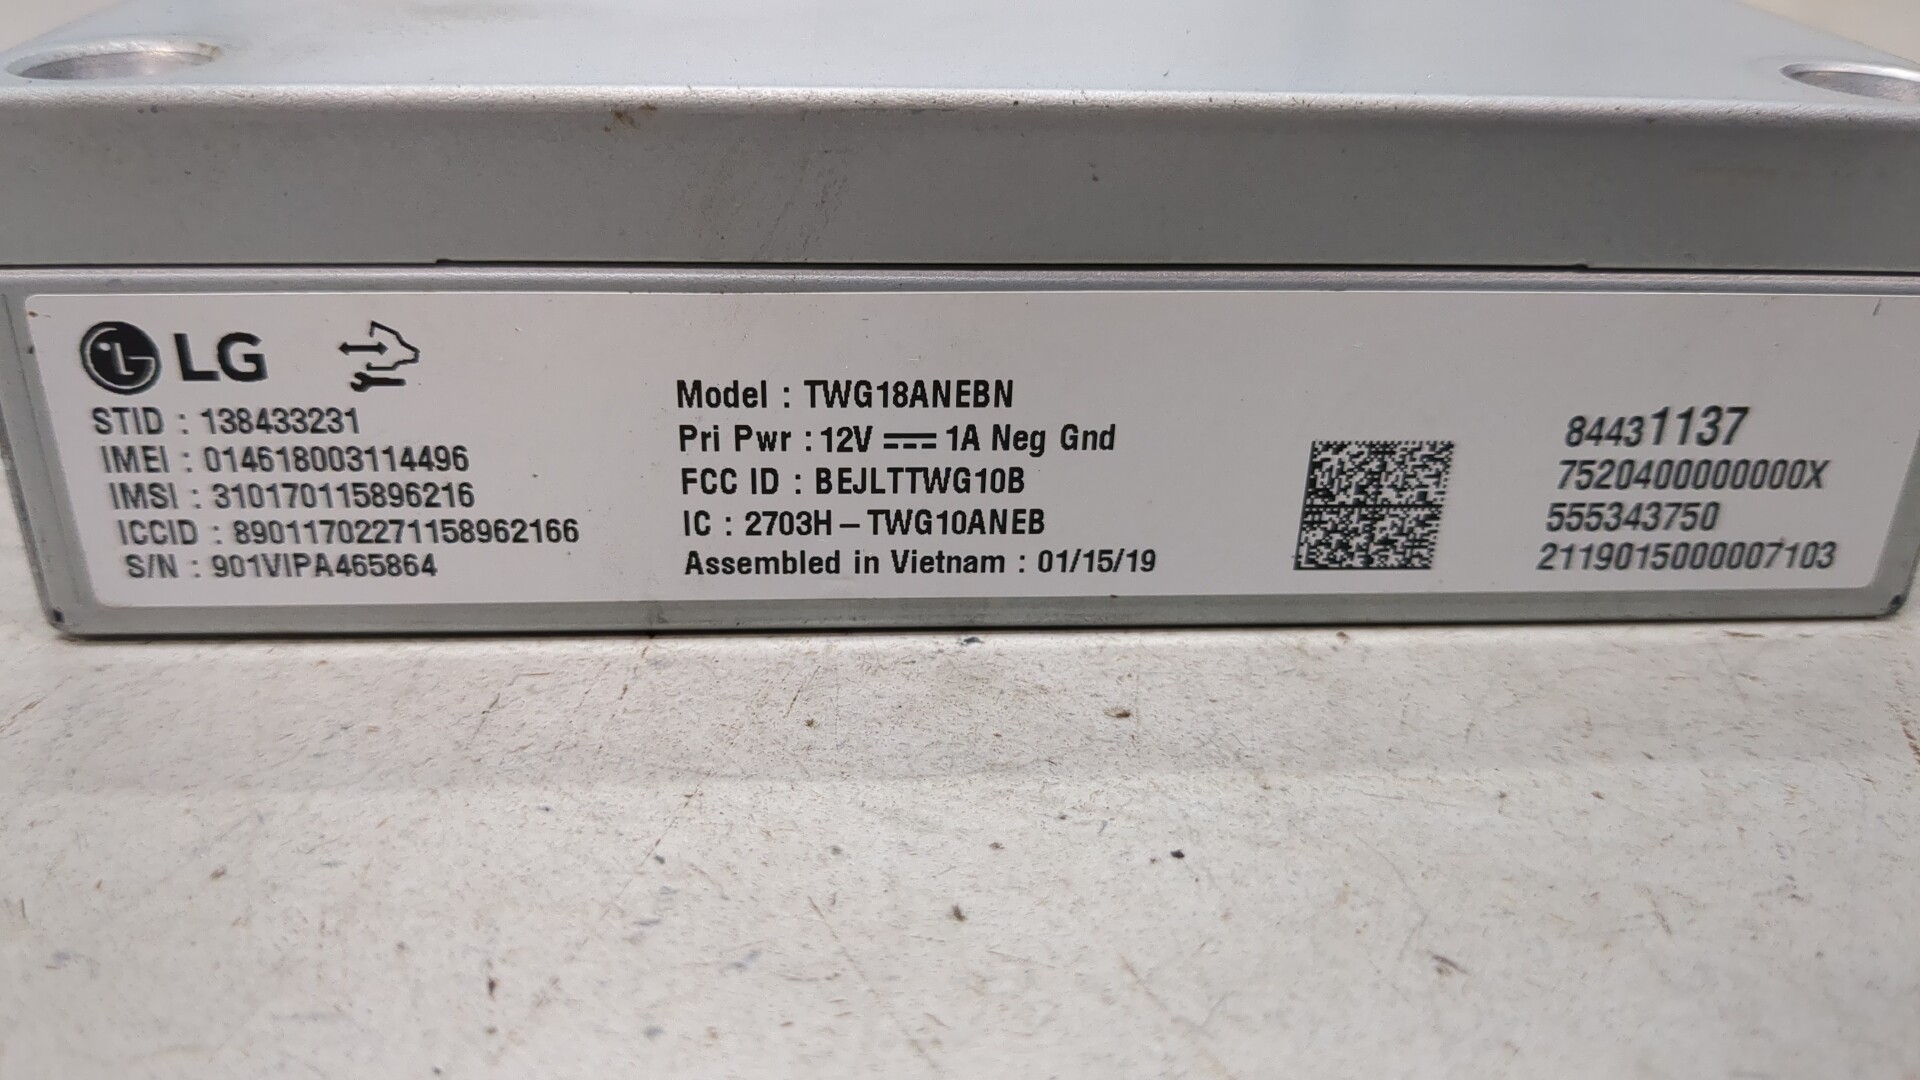 LG
STID : 138433231
IMEI : 014618003114496
IMSI : 310170115896216
ICCID : 89011702271158962166
S/N : 901VIPA465864
Model : TWG18ANEBN
Pri Pwr : 12V ⎓ 1A Neg Gnd
FCC ID : BEJLTTWG10B
IC : 2703H – TWG10ANEB
Assembled in Vietnam : 01/15/19
84431137
7520400000000X
555343750
2119015000007103